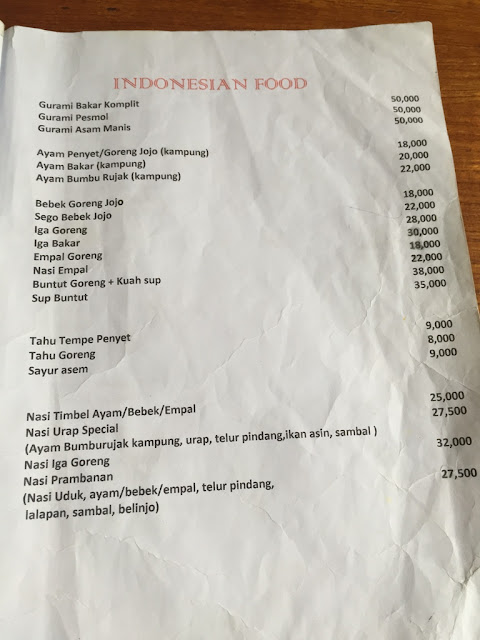 INDONESIAN FOOD
Gurami Bakar Komplit 50,000
Gurami Pesmol 50,000
Gurami Asam Manis 50,000
Ayam Penyet/Goreng Jojo (kampung) 18,000
Ayam Bakar (kampung) 20,000
Ayam Bumbu Rujak (kampung) 22,000
Bebek Goreng Jojo 18,000
Sego Bebek Jojo 22,000
Iga Goreng 28,000
Iga Bakar 30,000
Empal Goreng 18,000
Nasi Empal 22,000
Buntut Goreng + Kuah sup 38,000
Sup Buntut 35,000
Tahu Tempe Penyet 9,000
Tahu Goreng 8,000
Sayur asem 9,000
Nasi Timbel Ayam/Bebek/Empal 25,000
Nasi Urap Special 27,500
(Ayam Bumburujak kampung, urap, telur pindang,ikan asin, sambal )
Nasi Iga Goreng 32,000
Nasi Prambanan 27,500
(Nasi Uduk, ayam/bebek/empal, telur pindang,
lalapan, sambal, belinjo)